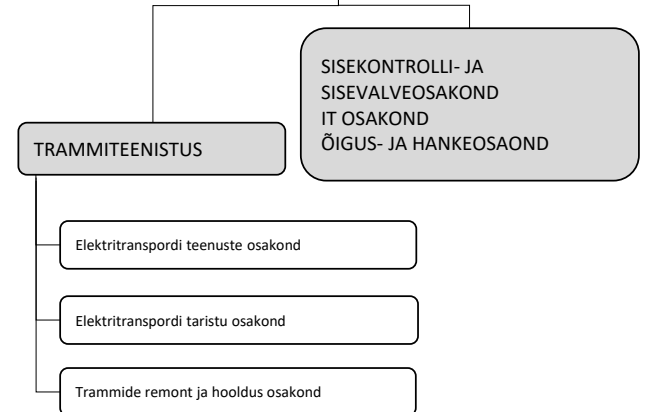 SISEKONTROLLI- JA
SISEVALVEOSAKOND
IT OSAKOND
ÕIGUS- JA HANKEOSAOND
TRAMMITEENISTUS
Elektritranspordi teenuste osakond
Elektritranspordi taristu osakond
Trammide remont ja hooldus osakond